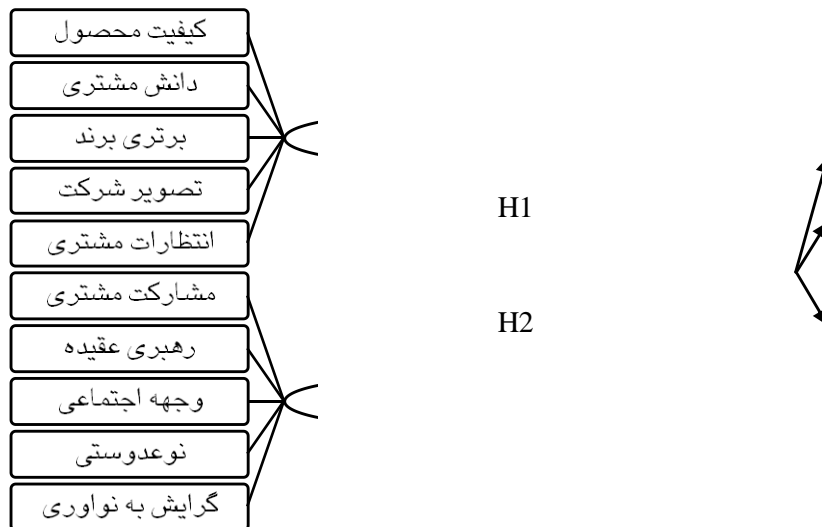 کیفیت محصول
دانش مشتری
برتری برند
تصویر شرکت
انتظارات مشتری
مشارکت مشتری
رهبری عقیده
وجهه اجتماعی
نوعدوستی
گرایش به نواوری
H1
H2